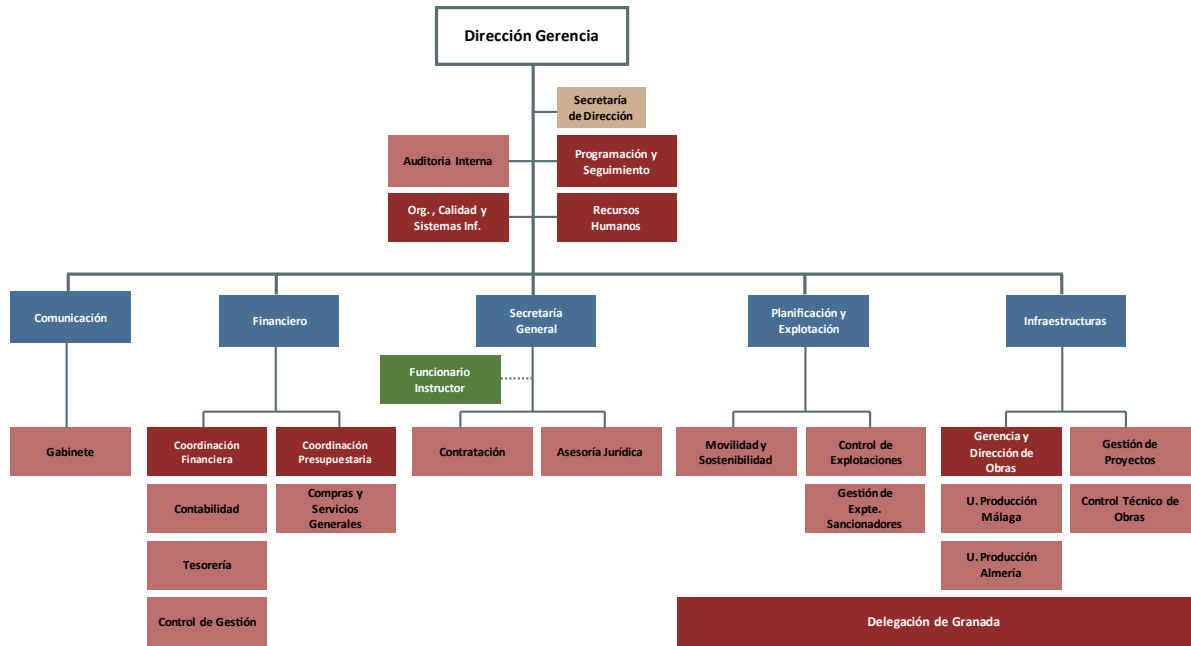 Dirección Gerencia
Secretaría
de Dirección
Auditoria Interna
Programación y
Seguimiento
Org. , Calidad y
Sistemas Inf.
Recursos
Humanos
Comunicación
Financiero
Secretaría
General
Planificación y
Explotación
Infraestructuras
Funcionario
Instructor
Gabinete
Coordinación
Financiera
Coordinación
Presupuestaria
Contratación
Asesoría Jurídica
Movilidad y
Sostenibilidad
Control de
Explotaciones
Gerencia y
Dirección de
Obras
Gestión de
Proyectos
Contabilidad
Compras y
Servicios
Generales
Gestión de
Expte.
Sancionadores
U. Producción
Málaga
Control Técnico de
Obras
Tesorería
U. Producción
Almería
Control de Gestión
Delegación de Granada